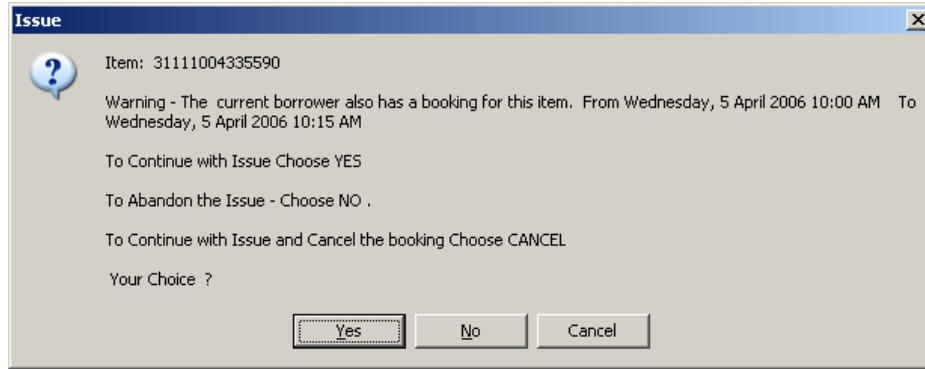 Issue
Item: 31111004335590
Warning - The current borrower also has a booking for this item. From Wednesday, 5 April 2006 10:00 AM To
Wednesday, 5 April 2006 10:15 AM
To Continue with Issue Choose YES
To Abandon the Issue - Choose NO .
To Continue with Issue and Cancel the booking Choose CANCEL
Your Choice ?
Yes No Cancel